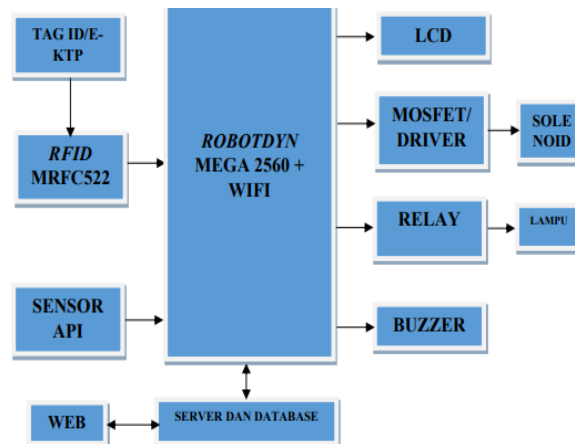 TAG ID/E-
KTP
RFID
MRFC522
SENSOR
API
ROBOTDYN
MEGA 2560 +
WIFI
LCD
MOSFET/
DRIVER
SOLE
NOID
RELAY
LAMPU
BUZZER
WEB
SERVER DAN DATABASE